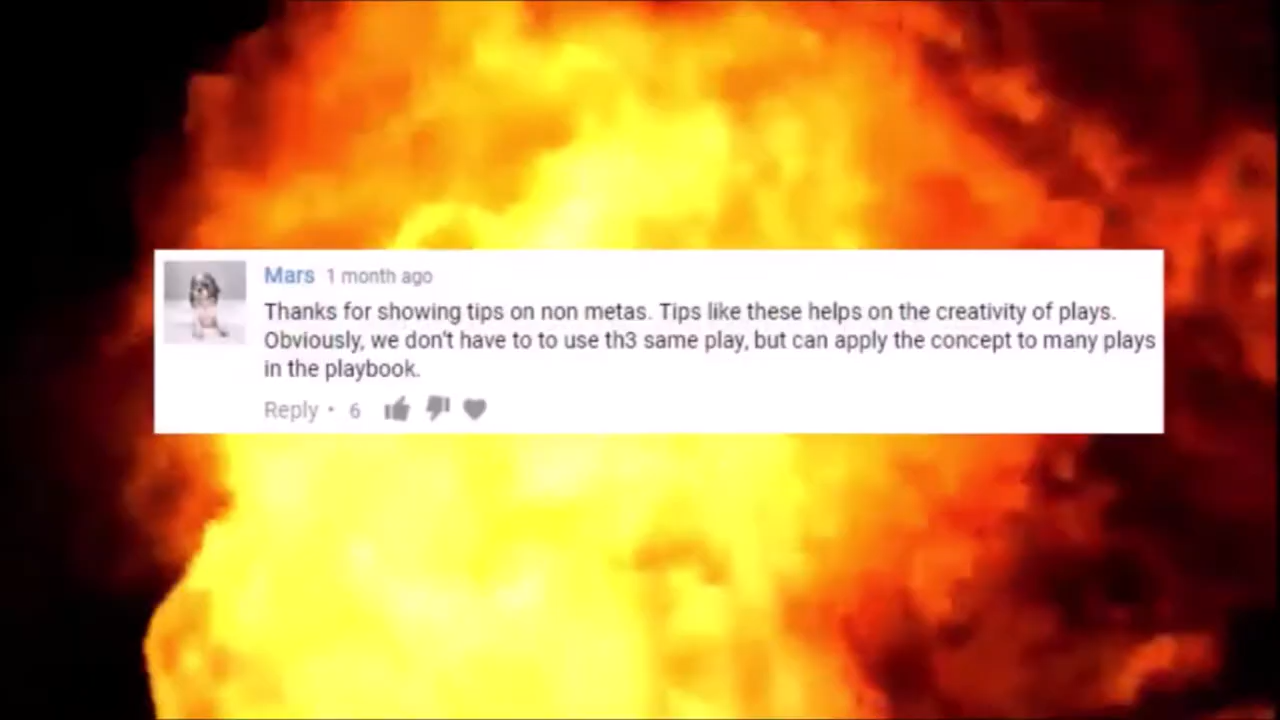 Mars 1 month ago
Thanks for showing tips on non metas. Tips like these helps on the creativity of plays.
Obviously, we don't have to to use th3 same play, but can apply the concept to many plays
in the playbook.
Reply • 6